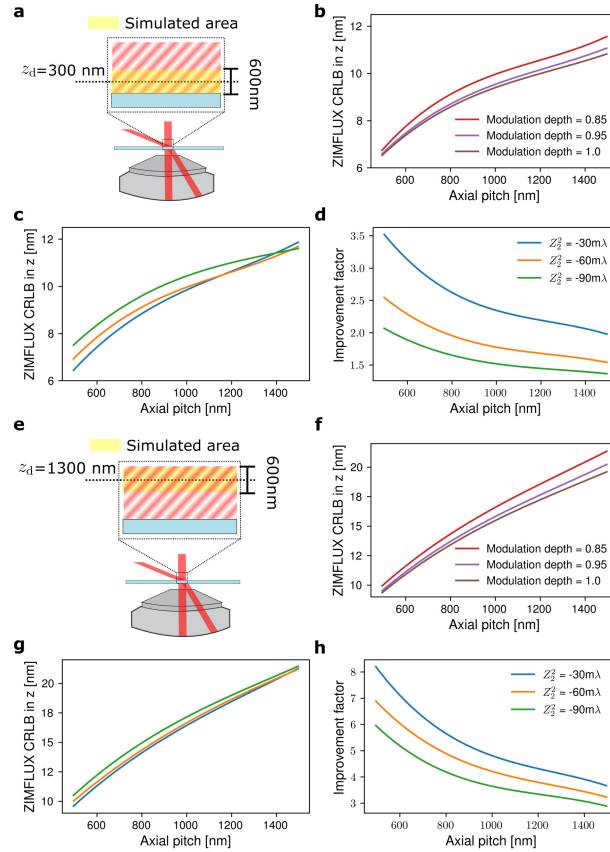 a
Simulated area
z_d=300 nm
600nm
b
ZIMFLUX CRLB in z [nm]
12
10
8
6
Modulation depth = 0.85
Modulation depth = 0.95
Modulation depth = 1.0
600 800 1000 1200 1400
Axial pitch [nm]
c
ZIMFLUX CRLB in z [nm]
12
10
8
6
600 800 1000 1200 1400
Axial pitch [nm]
d
Improvement factor
3.5
3.0
2.5
2.0
1.5
Z_2^2 = -30mλ
Z_2^2 = -60mλ
Z_2^2 = -90mλ
600 800 1000 1200 1400
Axial pitch [nm]
e
Simulated area
z_d=1300 nm
600nm
f
ZIMFLUX CRLB in z [nm]
20
18
15
12
10
Modulation depth = 0.85
Modulation depth = 0.95
Modulation depth = 1.0
600 800 1000 1200 1400
Axial pitch [nm]
g
ZIMFLUX CRLB in z [nm]
20
18
15
12
10
600 800 1000 1200 1400
Axial pitch [nm]
h
Improvement factor
8
7
6
5
4
3
Z_2^2 = -30mλ
Z_2^2 = -60mλ
Z_2^2 = -90mλ
600 800 1000 1200 1400
Axial pitch [nm]